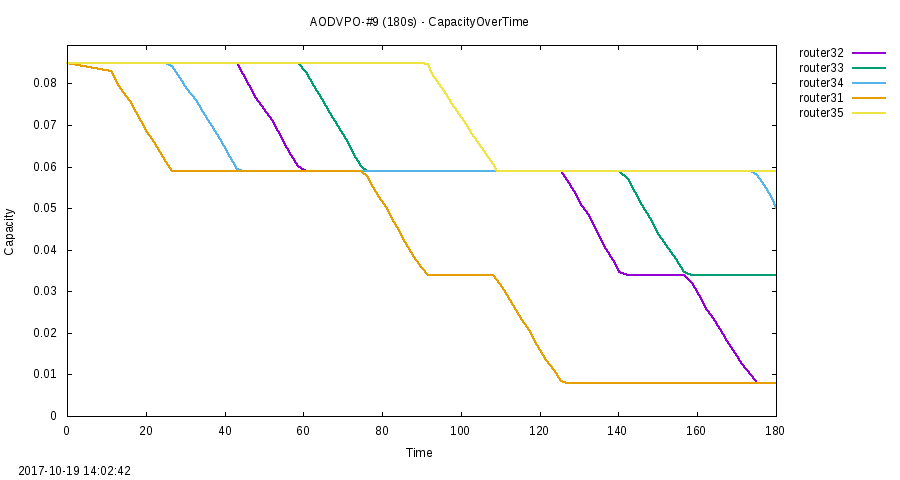 AODVPO-#9 (180s) - CapacityOverTime
router32
router33
router34
router31
router35
0.08
0.07
0.06
0.05
0.04
0.03
0.02
0.01
0
Capacity
0 20 40 60 80 100 120 140 160 180
Time
2017-10-19 14:02:42